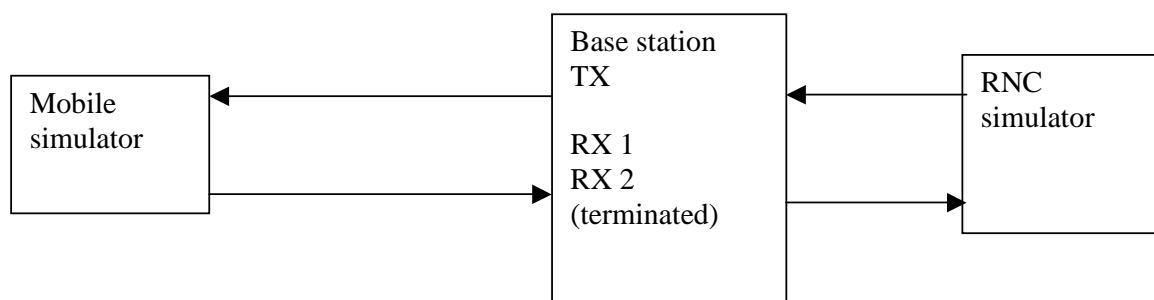 Mobile
simulator
Base station
TX
RX 1
RX 2
(terminated)
RNC
simulator